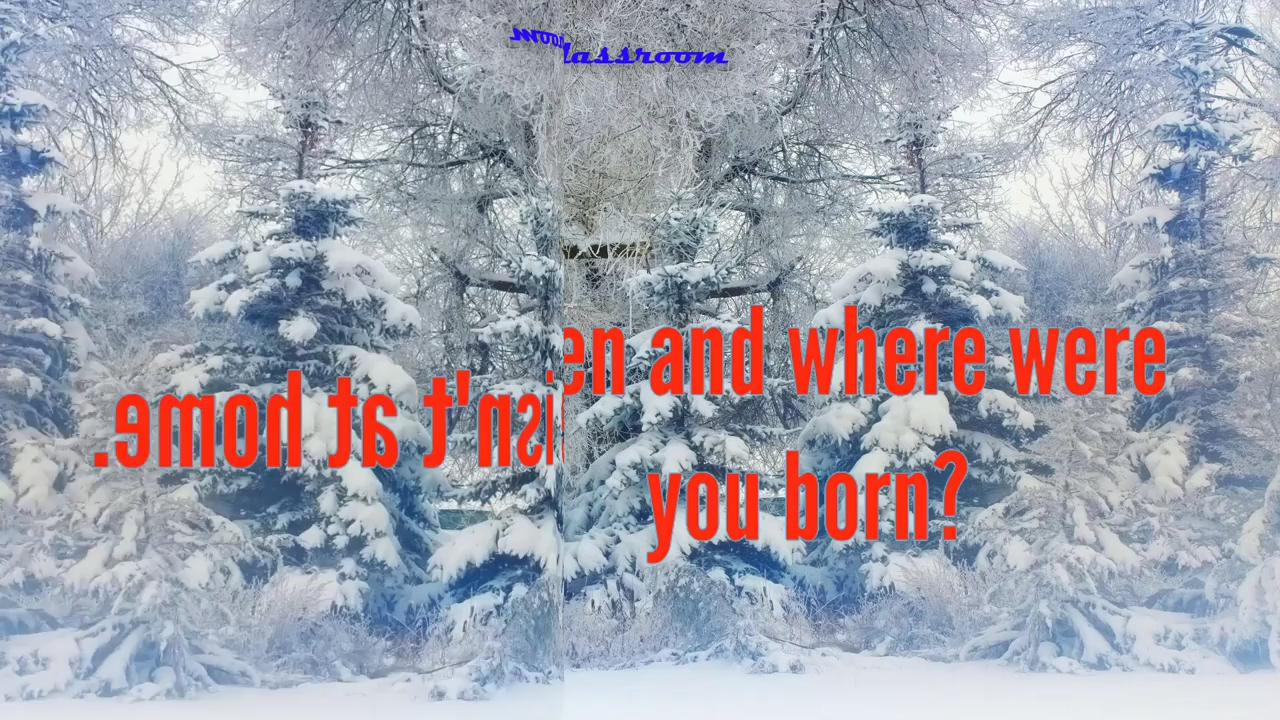 lassroom
isn't at home.
en and where were
you born?